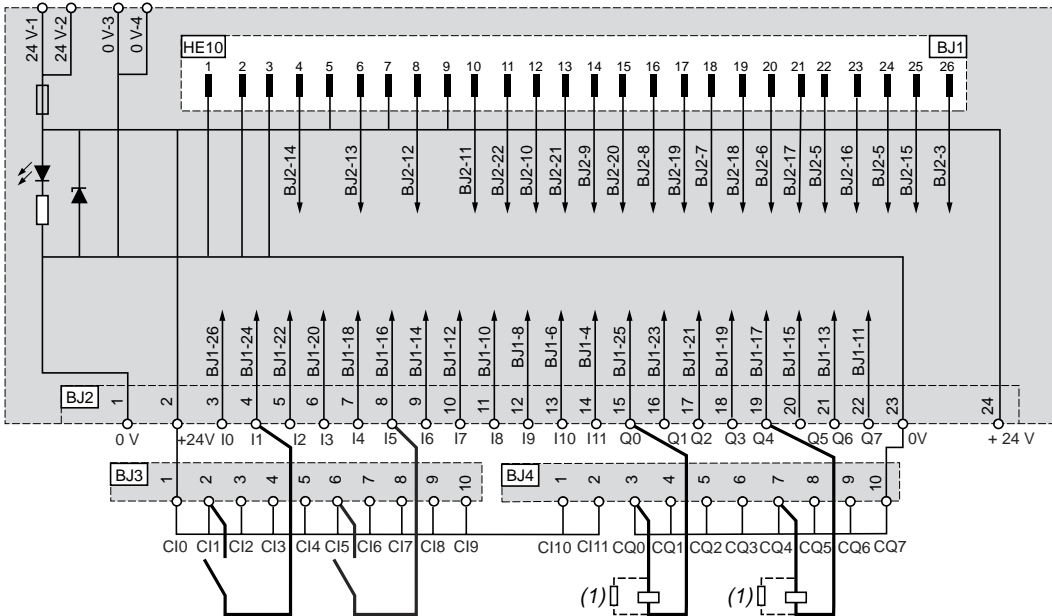 24 V-1 24 V-2 0 V-3 0 V-4
HE10 BJ1
1 2 3 4 5 6 7 8 9 10 11 12 13 14 15 16 17 18 19 20 21 22 23 24 25 26
BJ2-14 BJ2-13 BJ2-12 BJ2-11 BJ2-22 BJ2-10 BJ2-21 BJ2-9 BJ2-20 BJ2-8 BJ2-19 BJ2-7 BJ2-18 BJ2-6 BJ2-17 BJ2-5 BJ2-16 BJ2-5 BJ2-15 BJ2-3
BJ1-26 BJ1-24 BJ1-22 BJ1-20 BJ1-18 BJ1-16 BJ1-14 BJ1-12 BJ1-10 BJ1-8 BJ1-6 BJ1-4 BJ1-25 BJ1-23 BJ1-21 BJ1-19 BJ1-17 BJ1-15 BJ1-13 BJ1-11
BJ2 1 2 3 4 5 6 7 8 9 10 11 12 13 14 15 16 17 18 19 20 21 22 23 24
0 V +24V I0 I1 I2 I3 I4 I5 I6 I7 I8 I9 I10 I11 Q0 Q1 Q2 Q3 Q4 Q5 Q6 Q7 0V + 24 V
BJ3 1 2 3 4 5 6 7 8 9 10 BJ4 1 2 3 4 5 6 7 8 9 10
CI0 CI1 CI2 CI3 CI4 CI5 CI6 CI7 CI8 CI9 CI10 CI11 CQ0 CQ1 CQ2 CQ3 CQ4 CQ5 CQ6 CQ7
(1) (1)